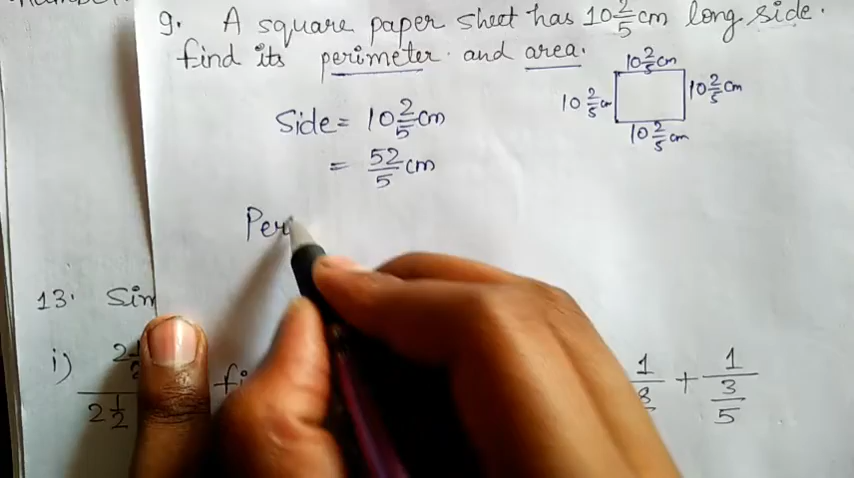 9. A square paper sheet has 10 2/5 cm long side.
find its perimeter and area.
10 2/5 cm
10 2/5 cm
10 2/5 cm
10 2/5 cm
Side = 10 2/5 cm
= 52/5 cm
Per
13. Sim
i)
2 1/2
1/8 + 1/(3/5)